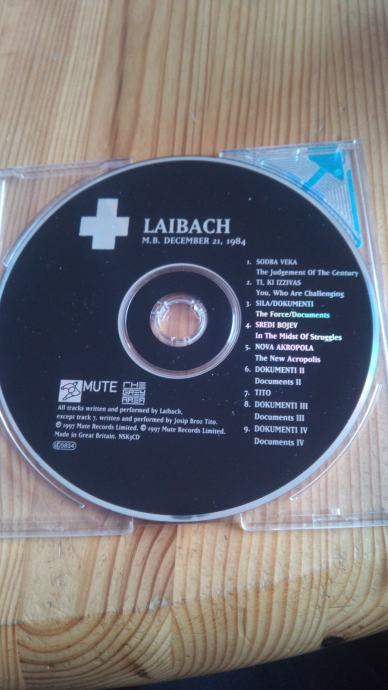 LAIBACH
M.B. DECEMBER 21, 1984
1. SODBA VEKA
The Judgement Of The Century
2. TI, KI IZZIVAS
You, Who Are Challenging
3. SILA/DOKUMENTI
The Force/Documents
4. SREDI BOJEV
In The Midst Of Struggles
5. NOVA AKROPOLA
The New Acropolis
6. DOKUMENTI II
Documents II
7. TITO
8. DOKUMENTI III
Documents III
9. DOKUMENTI IV
Documents IV
MUTE
THE GREY AREA
All tracks written and performed by Laibach,
except track 7, written and performed by Josip Broz Tito.
℗ 1997 Mute Records Limited. © 1997 Mute Records Limited.
Made in Great Britain. NSK3CD